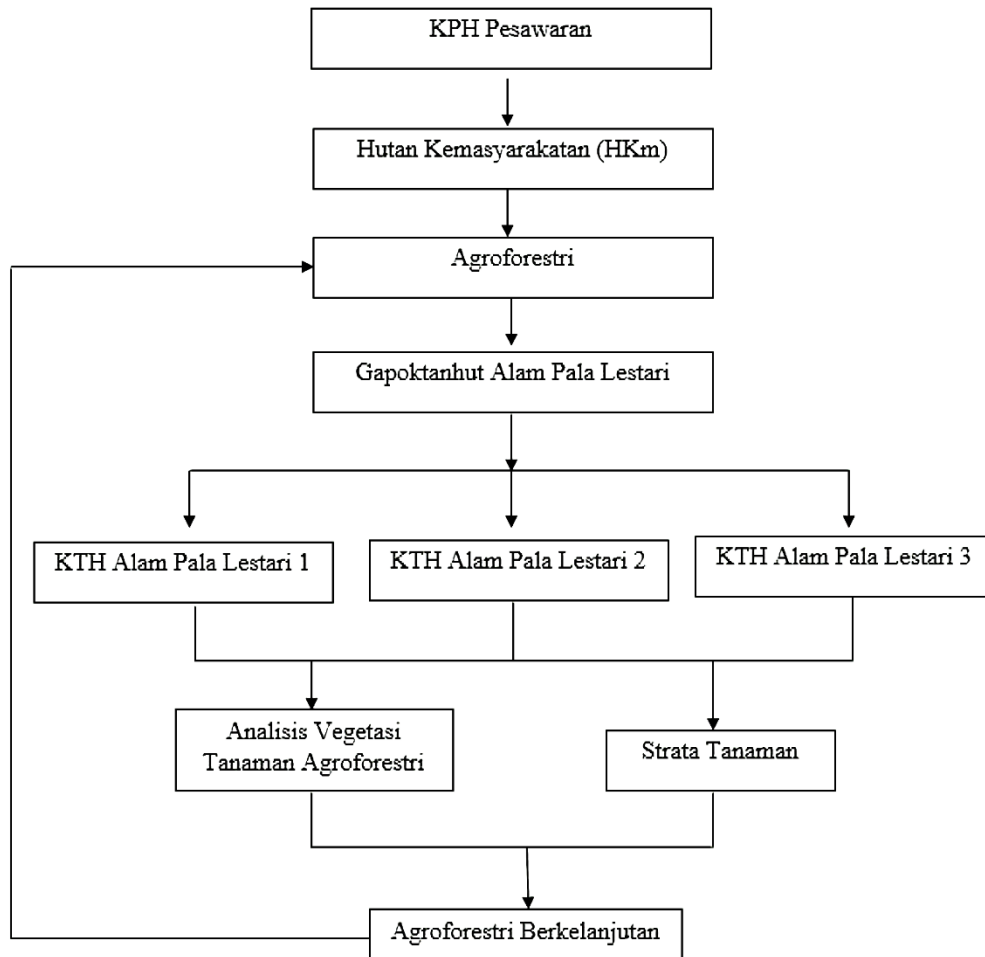 KPH Pesawaran
Hutan Kemasyarakatan (HKm)
Agroforestri
Gapoktanhut Alam Pala Lestari
KTH Alam Pala Lestari 1
KTH Alam Pala Lestari 2
KTH Alam Pala Lestari 3
Analisis Vegetasi
Tanaman Agroforestri
Strata Tanaman
Agroforestri Berkelanjutan